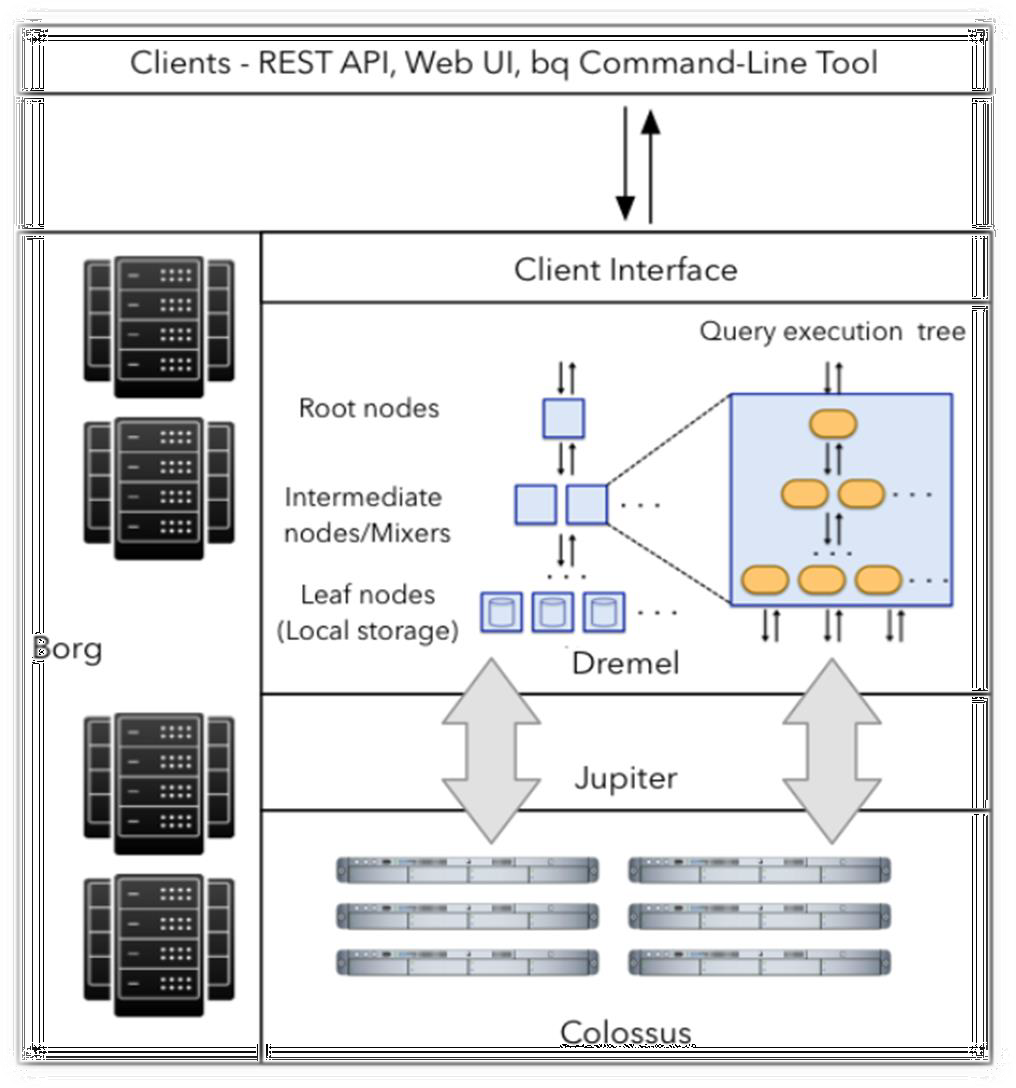 Clients - REST API, Web UI, bq Command-Line Tool
Client Interface
Query execution tree
Root nodes
Intermediate
nodes/Mixers
Leaf nodes
(Local storage)
Dremel
Borg
Jupiter
Colossus